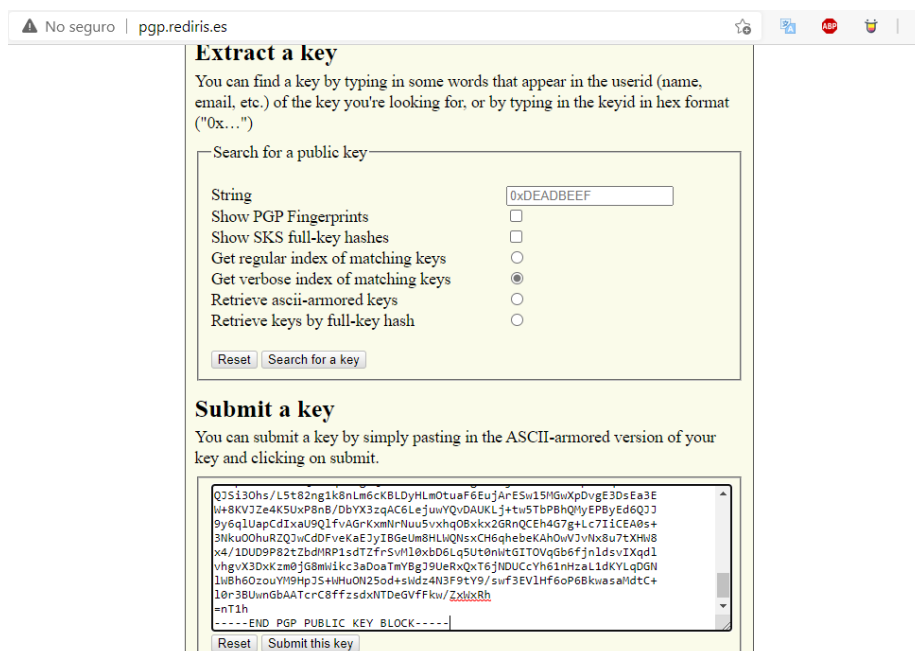 No seguro | pgp.rediris.es
ABP
Extract a key
You can find a key by typing in some words that appear in the userid (name,
email, etc.) of the key you're looking for, or by typing in the keyid in hex format
("0x…")
Search for a public key
String 0xDEADBEEF
Show PGP Fingerprints
Show SKS full-key hashes
Get regular index of matching keys
Get verbose index of matching keys
Retrieve ascii-armored keys
Retrieve keys by full-key hash
Reset Search for a key
Submit a key
You can submit a key by simply pasting in the ASCII-armored version of your
key and clicking on submit.
QJSi3Ohs/L5t82ng1k8nLm6cKBLDyHLmOtuaF6EujArESw15MGwXpDvgE3DsEa3E
W+8KVJZe4K5UxP8nB/DbYX3zqAC6LejuwYQvDAUKLj+tw5TbPBhQMyEPByEd6QJJ
9y6qlUapCdIxaU9QlfvAGrKxmNrNuu5vxhqOBxkx2GRnQCEh4G7g+Lc7IiCEA0s+
3NkuOOhuRZQJwCdDFveKaEJyIBGeUm8HLWQNsxCH6qhebeKAhOwVJvNx8u7tXHW8
x4/1DUD9P82tZbdMRP1sdTZfrSvMl0xbD6Lq5Ut0nWtGITOVqGb6fjnldsvIXqdl
vhgvX3DxKzm0jG8mWikc3aDoaTmYBgJ9UeRxQxT6jNDUCcYh61nHzaL1dKYLqDGN
lWBh6OzouYM9HpJS+WHuON25od+sWdz4N3F9tY9/swf3EVlHf6oP6BkwasaMdtC+
l0r3BUwnGbAATcrC8ffzsdxNTDeGVfFkw/ZxWxRh
=nT1h
-----END PGP PUBLIC KEY BLOCK-----
Reset Submit this key